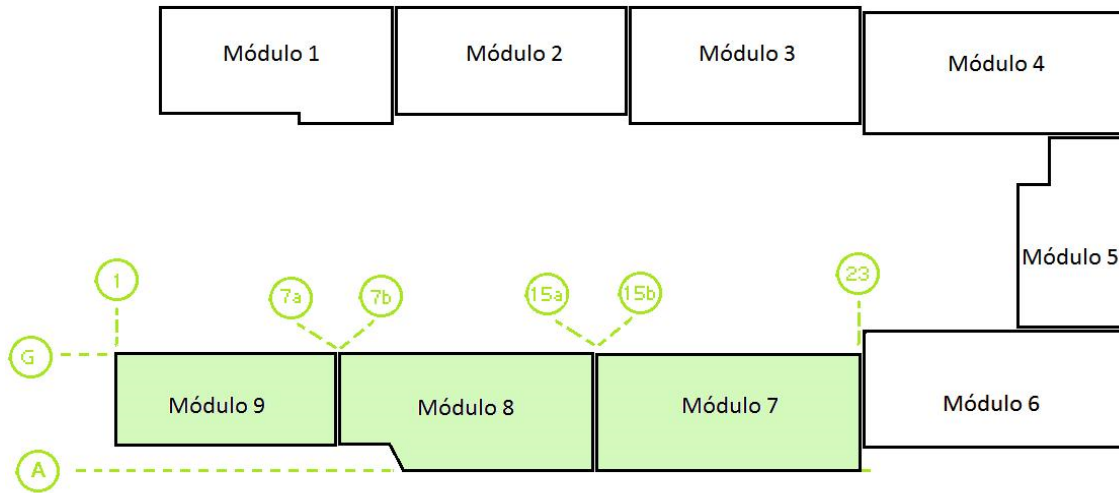 Módulo 1
Módulo 2
Módulo 3
Módulo 4
Módulo 5
1
7a
7b
15a
15b
23
G
Módulo 9
Módulo 8
Módulo 7
Módulo 6
A